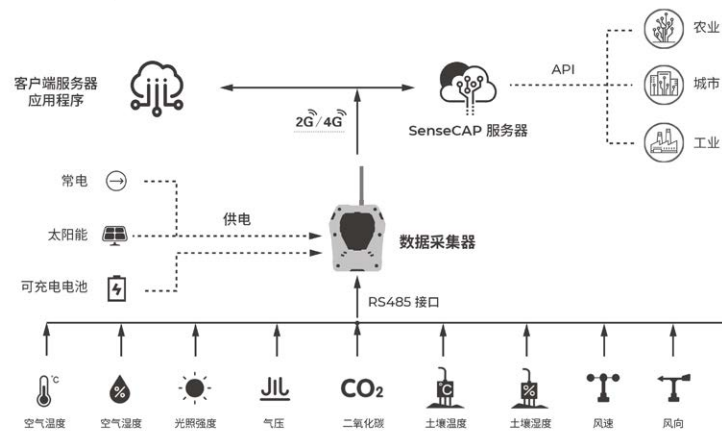 农业
API
客户端服务器
应用程序
城市
2G/4G
SenseCAP 服务器
工业
常电
供电
太阳能
数据采集器
可充电电池
RS485 接口
°C
%
CO₂
°C
%
空气温度
空气湿度
光照强度
气压
二氧化碳
土壤温度
土壤湿度
风速
风向